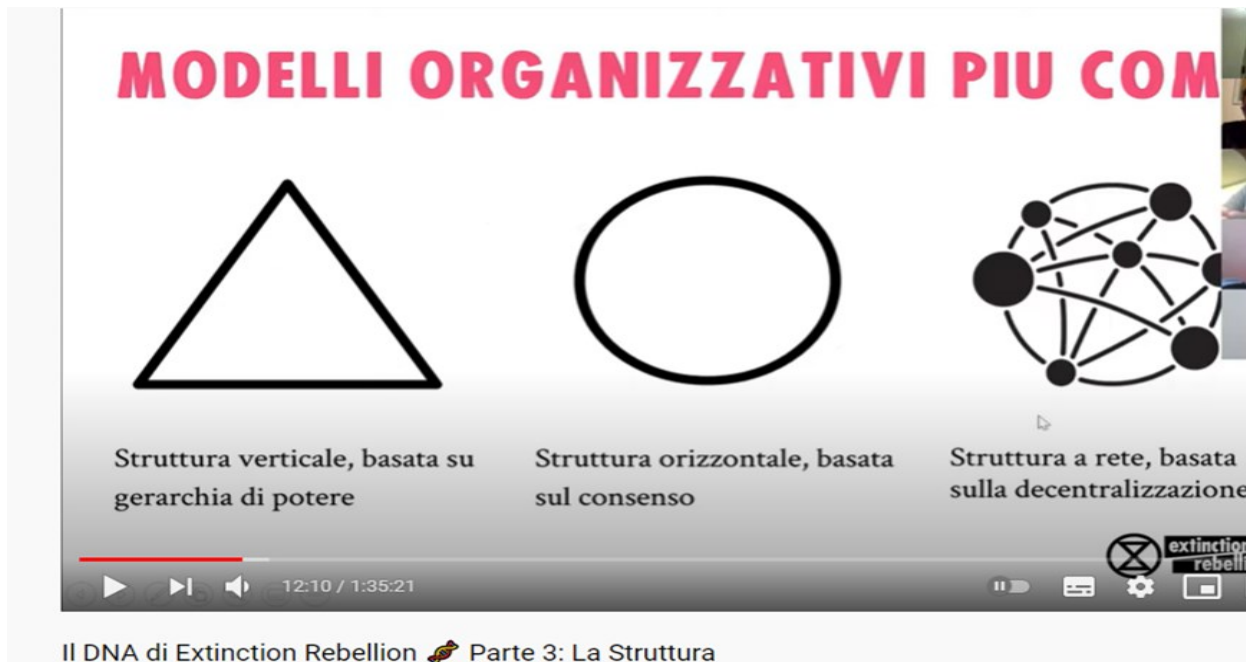 MODELLI ORGANIZZATIVI PIU COM
Struttura verticale, basata su
gerarchia di potere
Struttura orizzontale, basata
sul consenso
Struttura a rete, basata
sulla decentralizzazione
extinction
rebelli
12:10 / 1:35:21
Il DNA di Extinction Rebellion 🧬 Parte 3: La Struttura